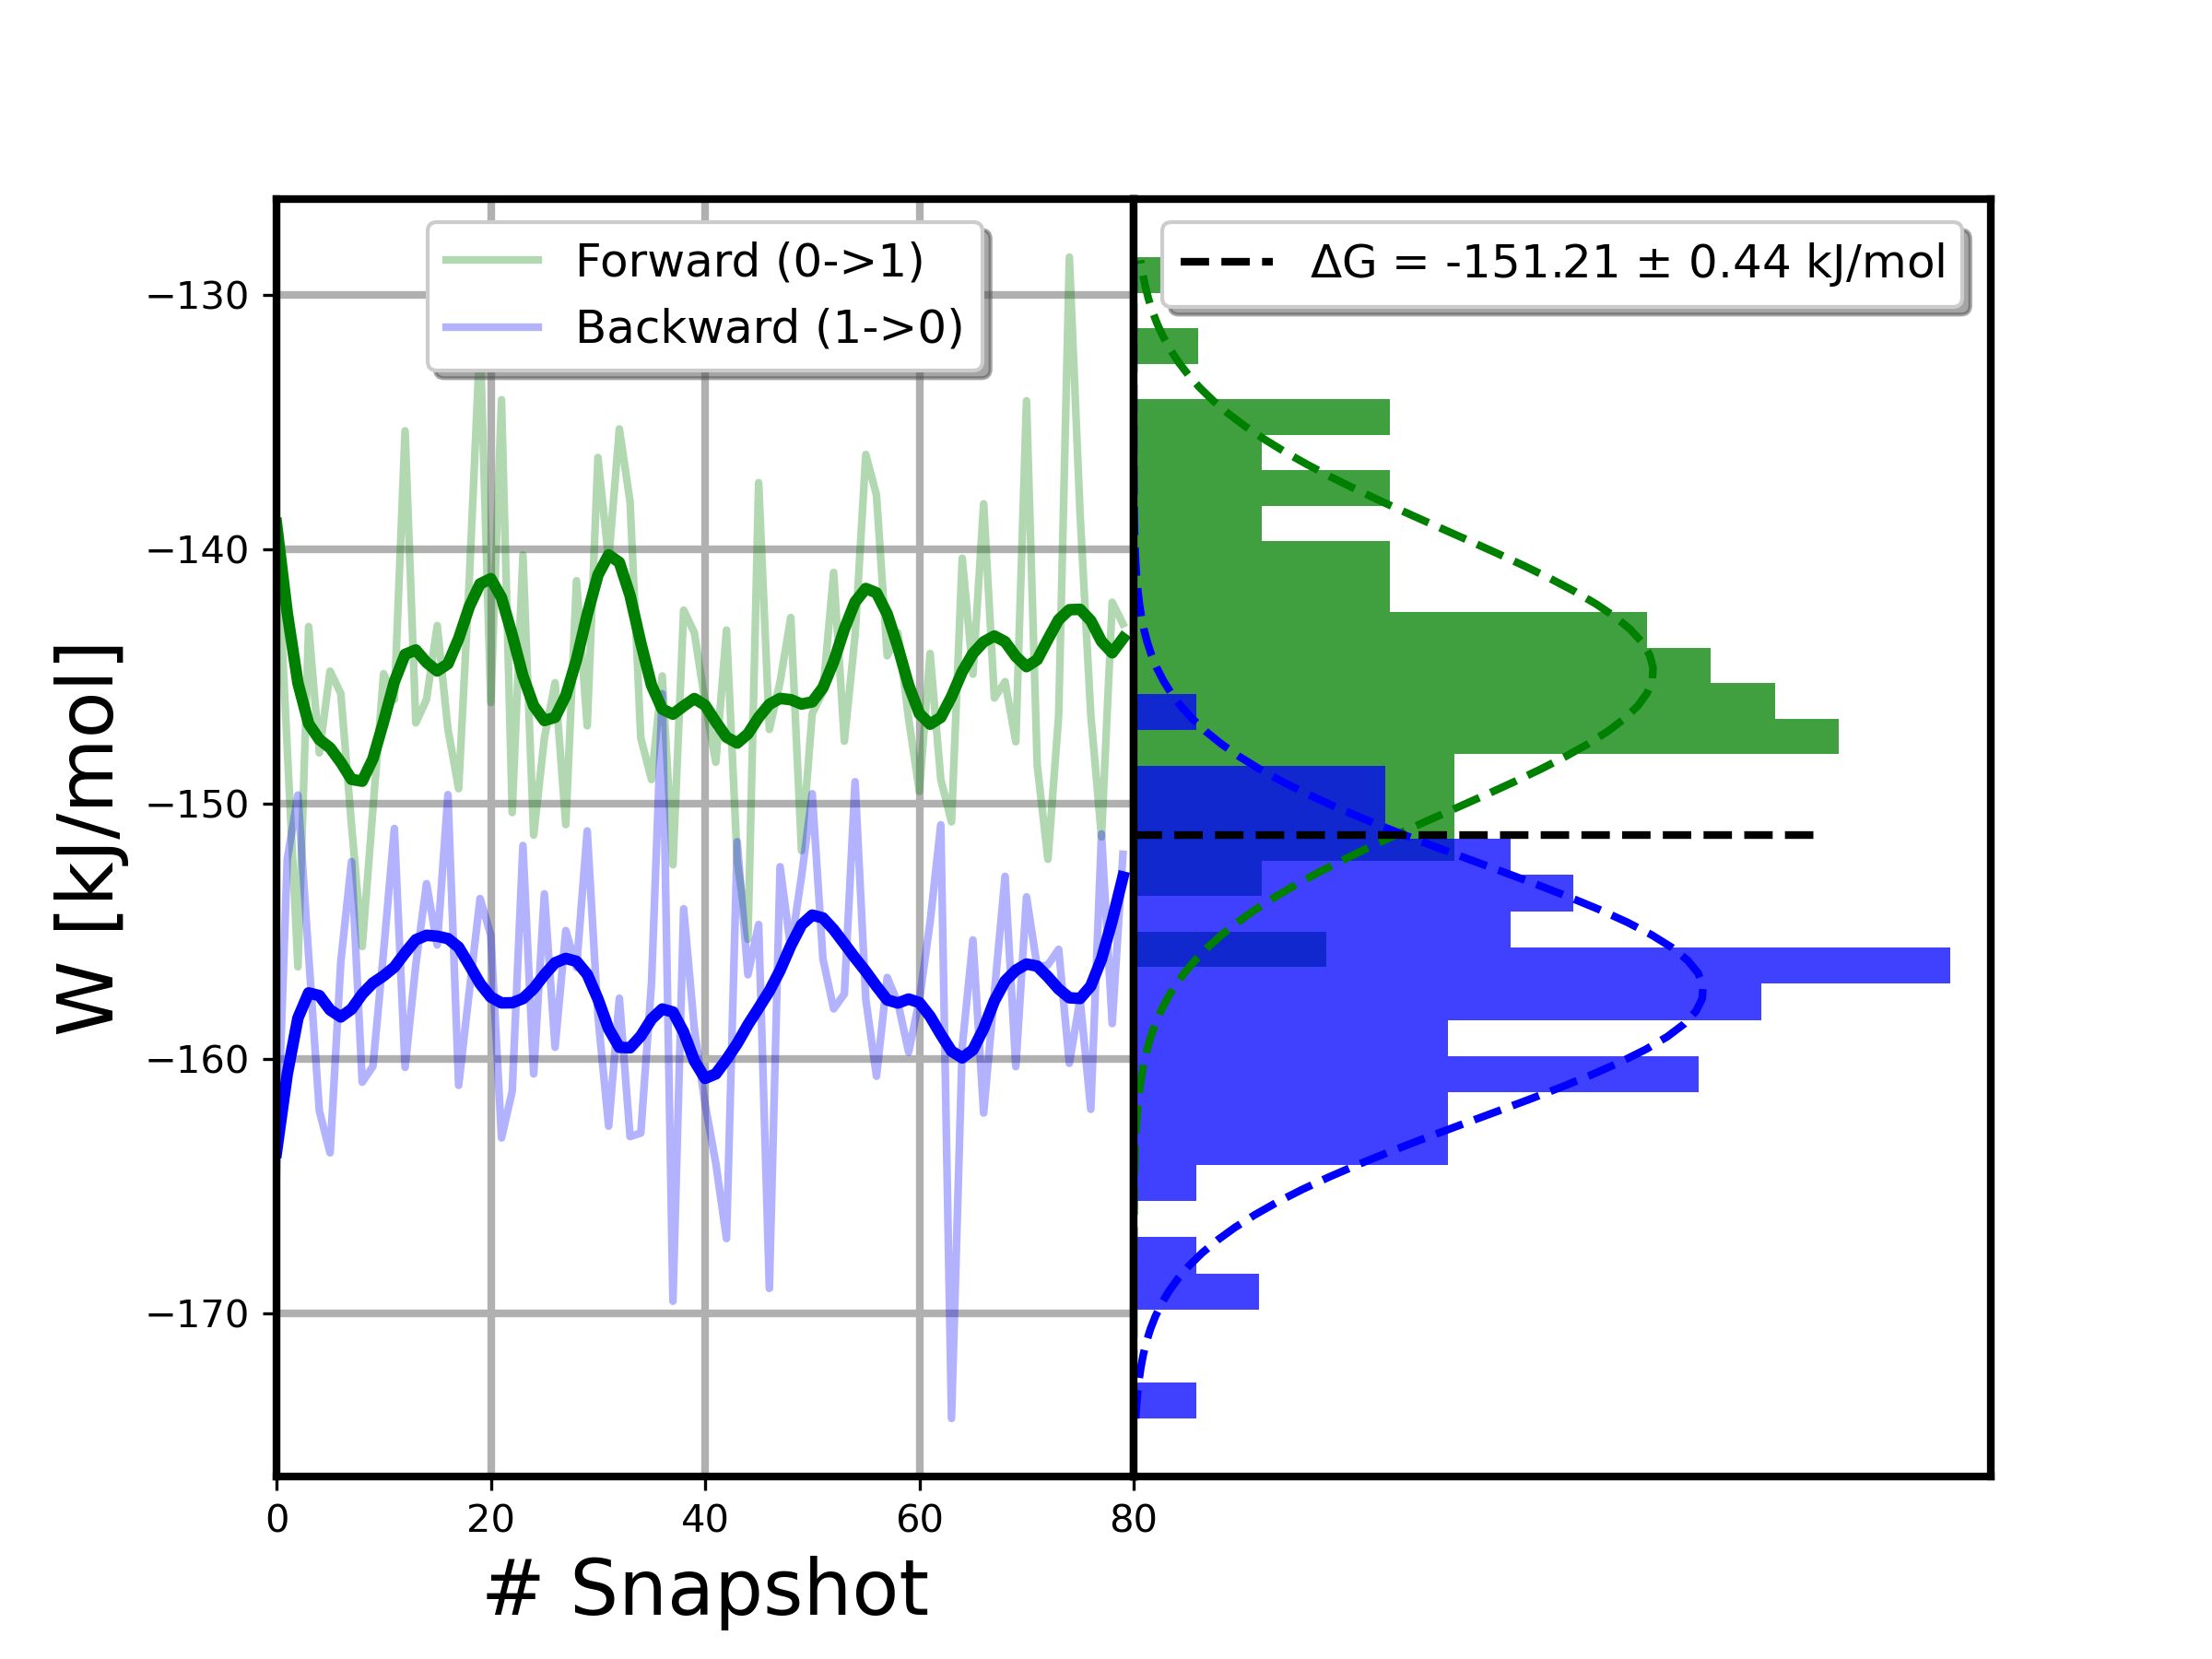 Forward (0->1)
Backward (1->0)
ΔG = -151.21 ± 0.44 kJ/mol
−130
−140
−150
−160
−170
W [kJ/mol]
0 20 40 60 80
# Snapshot